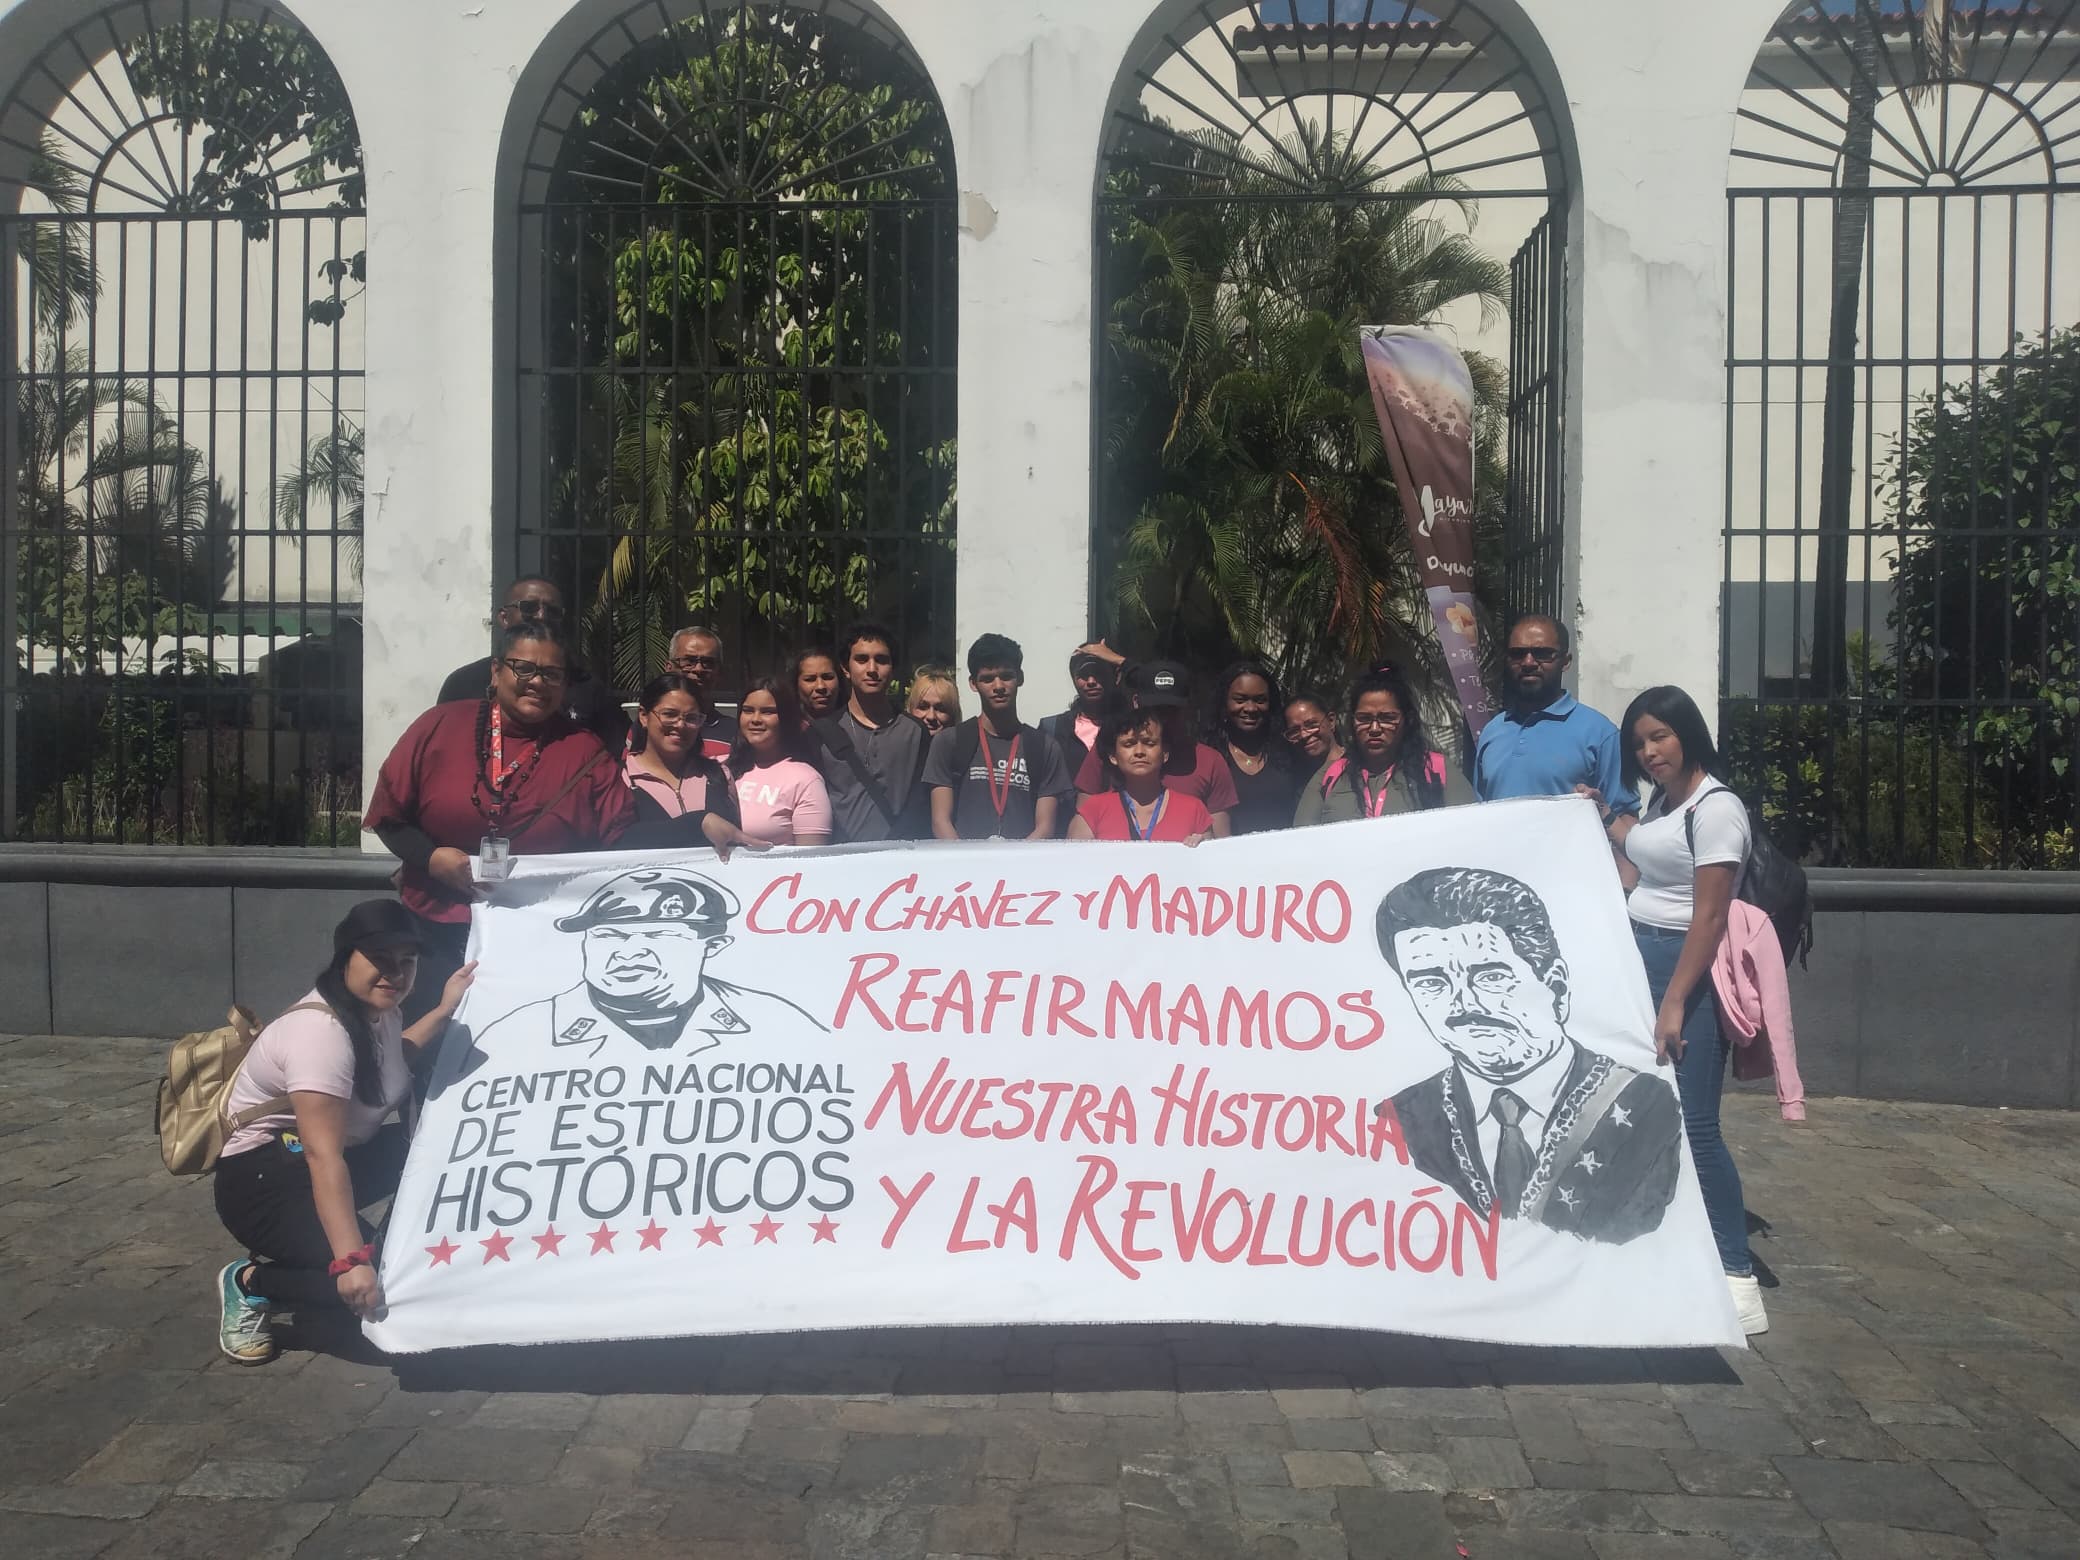 CON CHÁVEZ Y MADURO
REAFIRMAMOS
NUESTRA HISTORIA
Y LA REVOLUCIÓN
CENTRO NACIONAL
DE ESTUDIOS
HISTÓRICOS